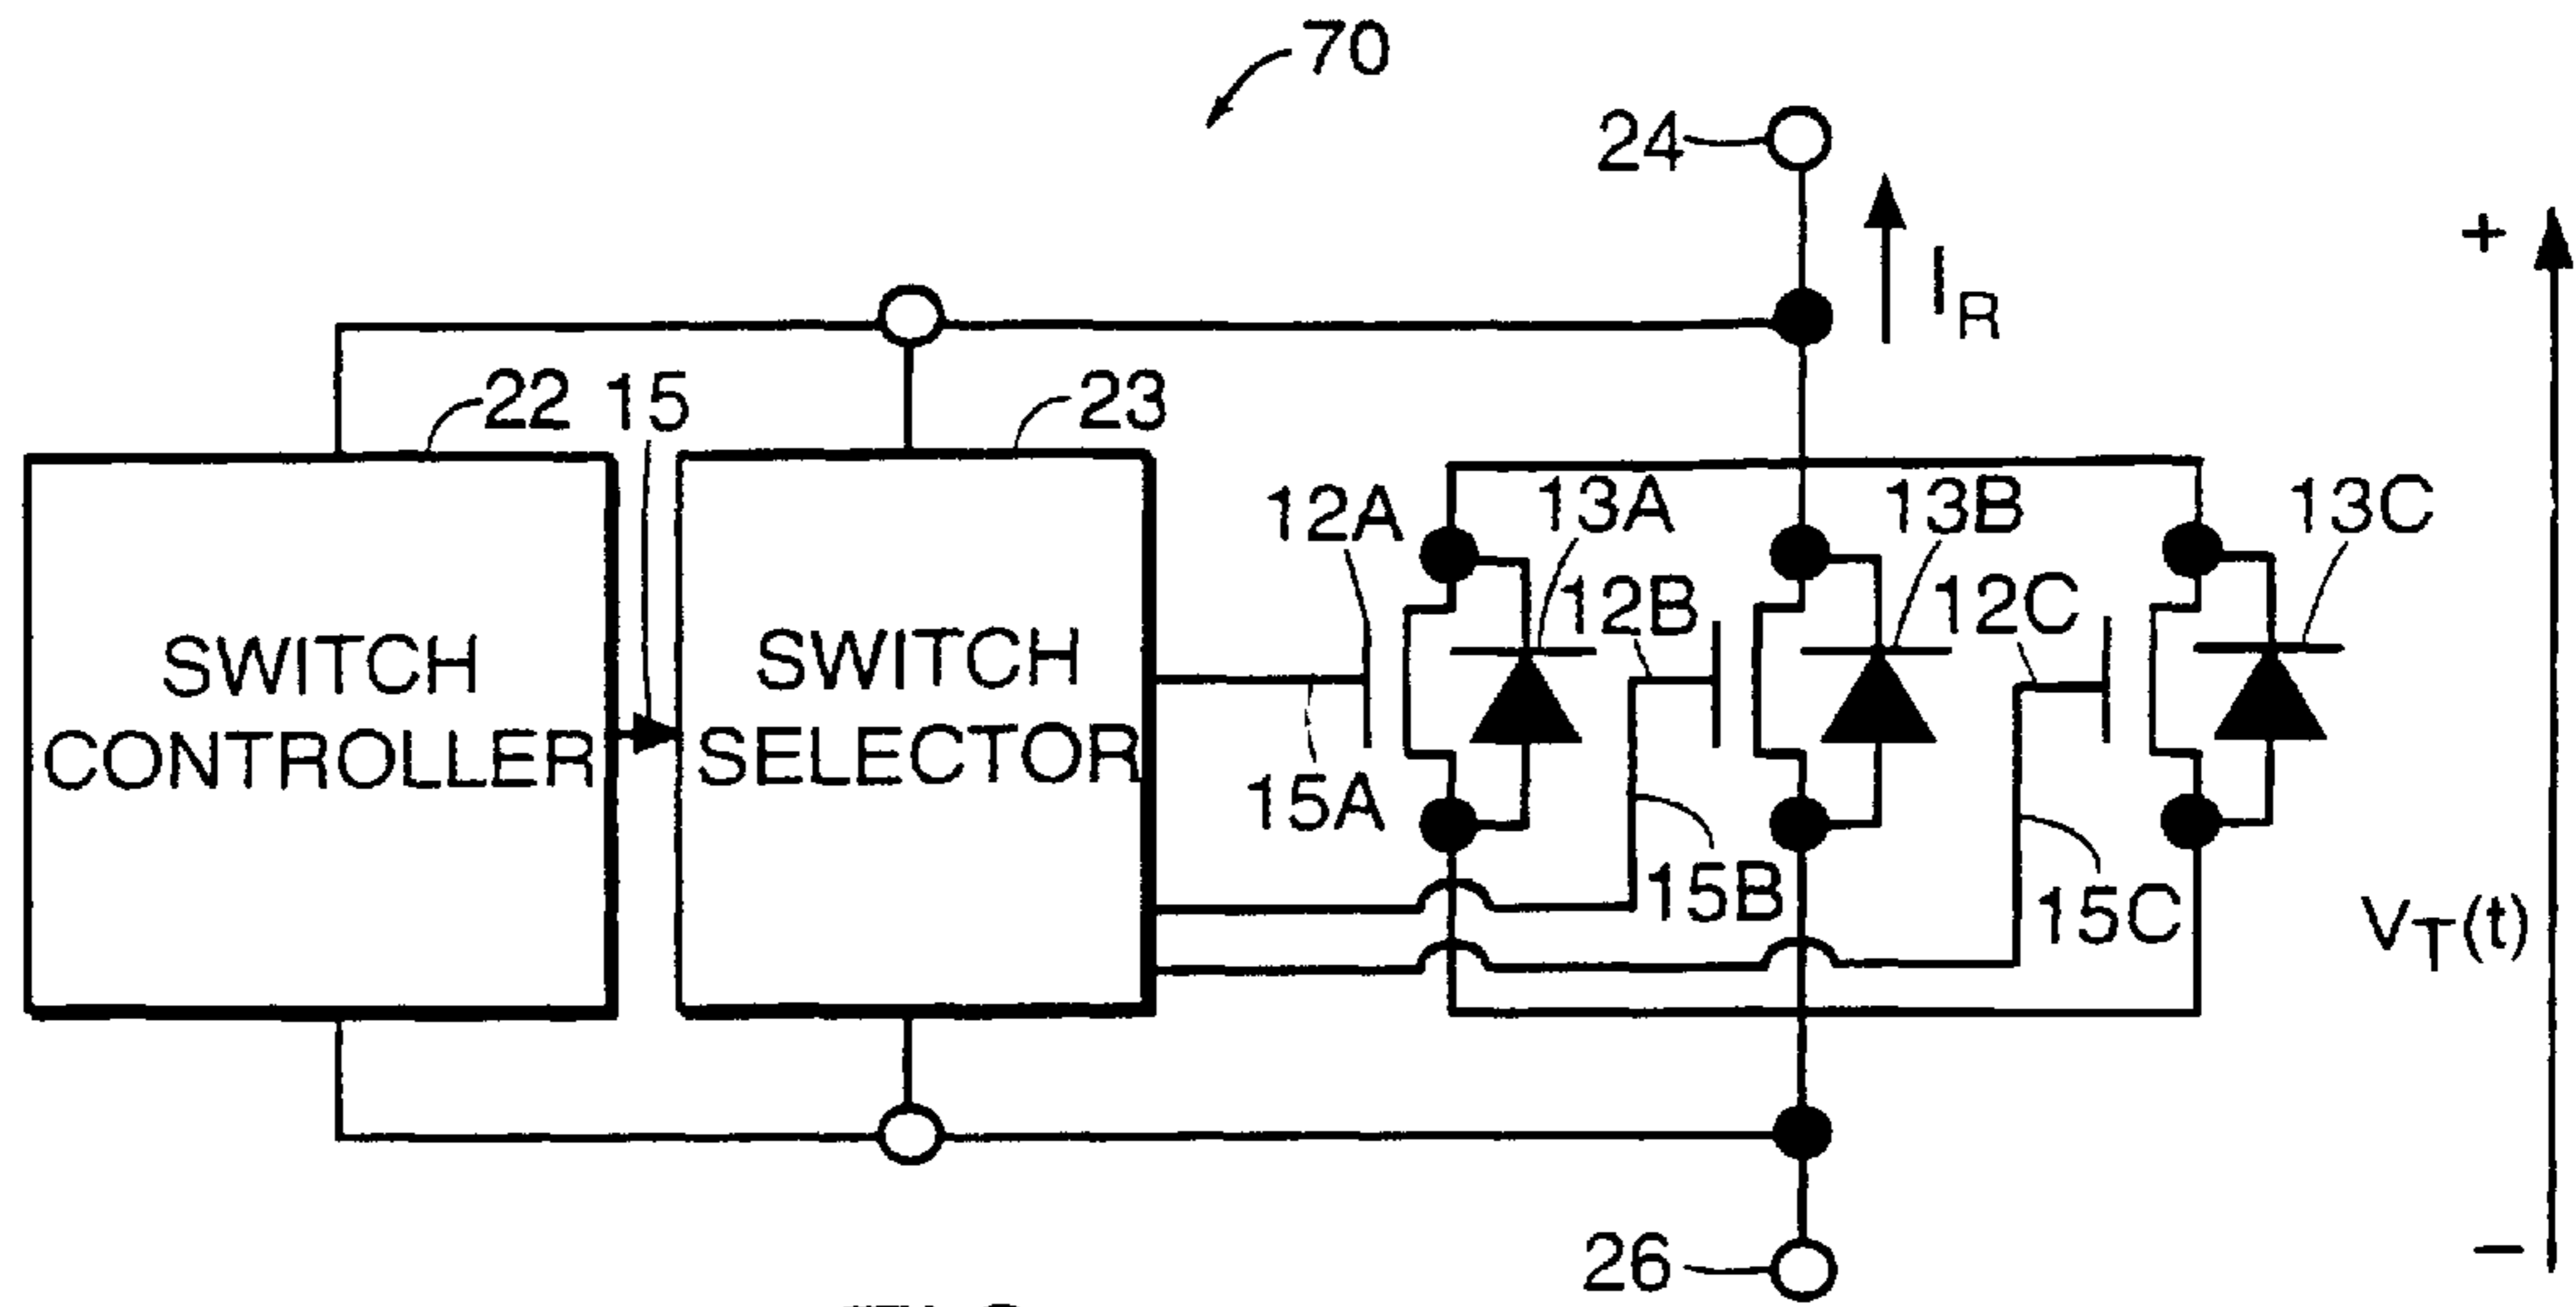 70
24
+
I_R
22 15 23
12A 13A 13B 13C
12B 12C
SWITCH
CONTROLLER
SWITCH
SELECTOR
15A 15B 15C
V_T(t)
26
−